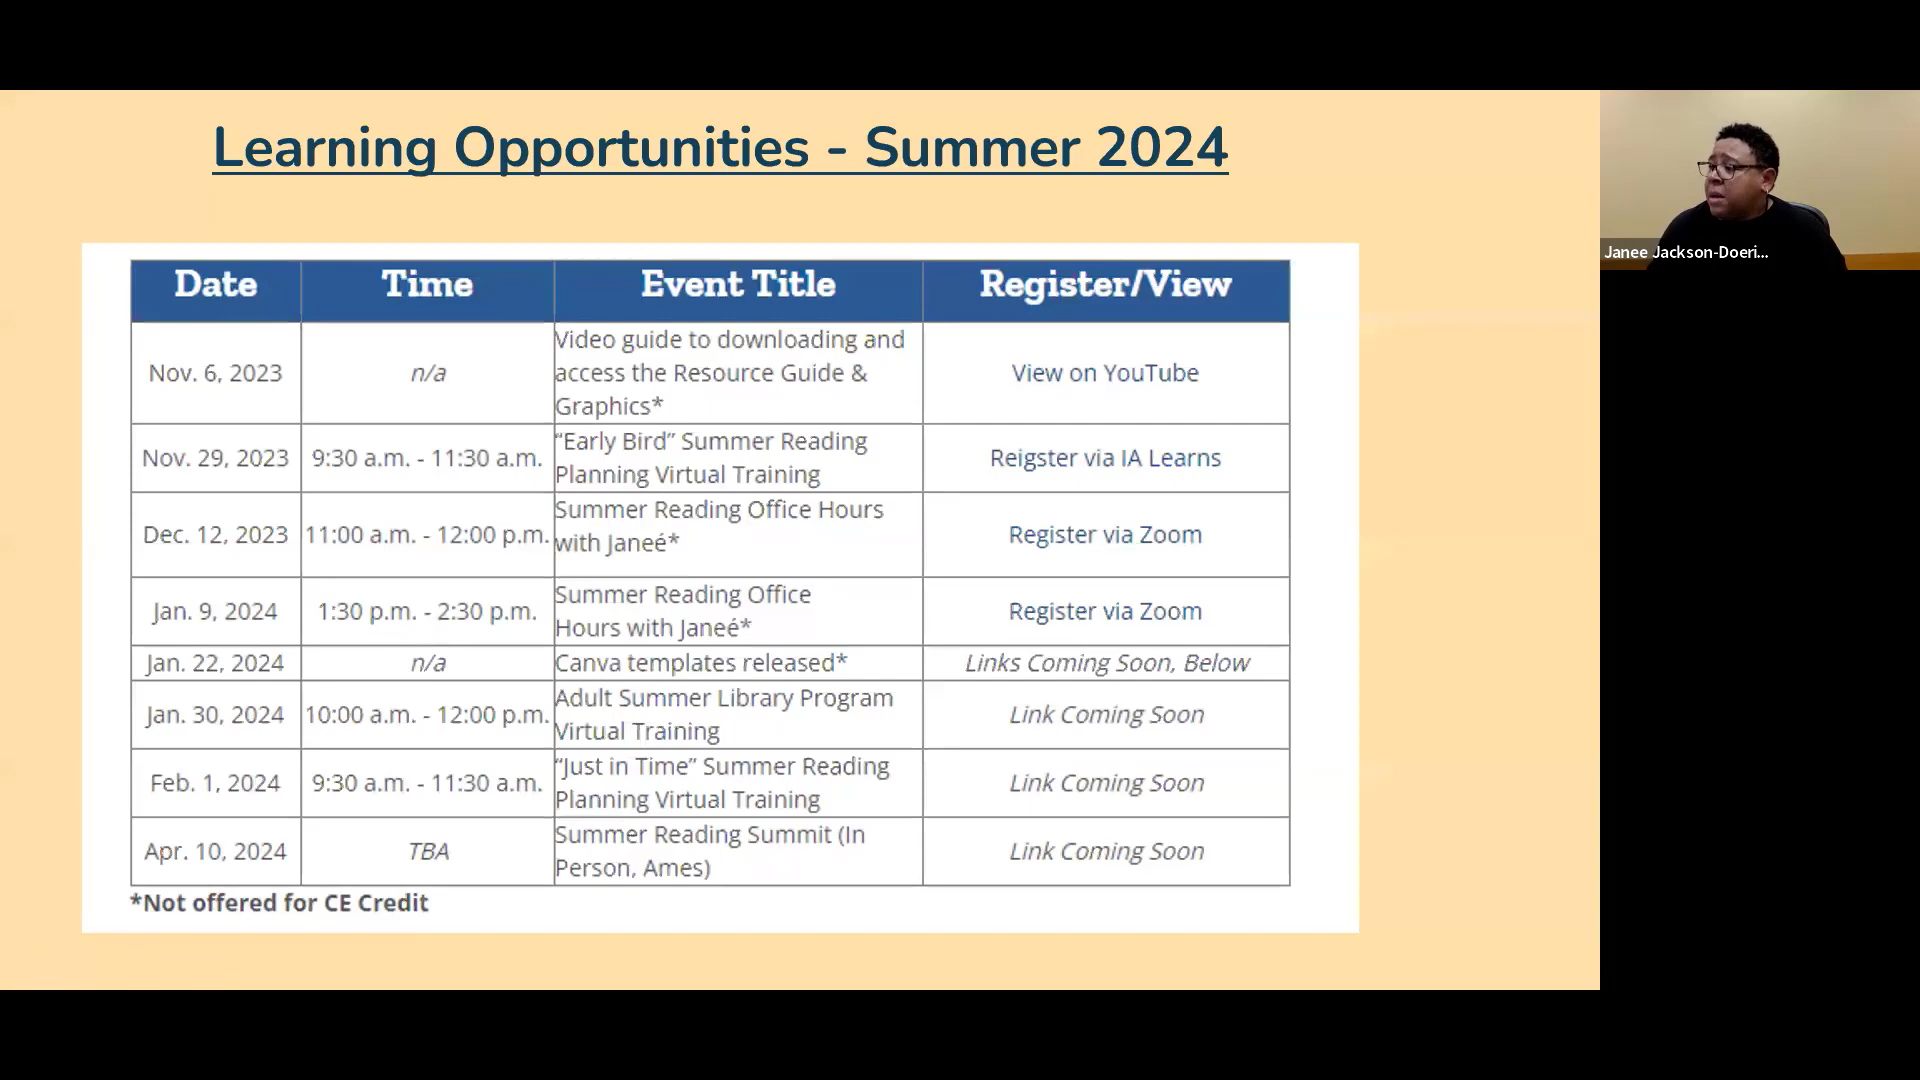 Learning Opportunities - Summer 2024
Janee Jackson-Doeri...
Date Time Event Title Register/View
Video guide to downloading and
Nov. 6, 2023 n/a access the Resource Guide & View on YouTube
Graphics*
“Early Bird” Summer Reading
Nov. 29, 2023 9:30 a.m. - 11:30 a.m. Reigster via IA Learns
Planning Virtual Training
Summer Reading Office Hours
Dec. 12, 2023 11:00 a.m. - 12:00 p.m. Register via Zoom
with Janeé*
Summer Reading Office
Jan. 9, 2024 1:30 p.m. - 2:30 p.m. Register via Zoom
Hours with Janeé*
Jan. 22, 2024 n/a Canva templates released* Links Coming Soon, Below
Adult Summer Library Program
Jan. 30, 2024 10:00 a.m. - 12:00 p.m. Link Coming Soon
Virtual Training
“Just in Time” Summer Reading
Feb. 1, 2024 9:30 a.m. - 11:30 a.m. Link Coming Soon
Planning Virtual Training
Summer Reading Summit (In
Apr. 10, 2024 TBA Link Coming Soon
Person, Ames)
*Not offered for CE Credit